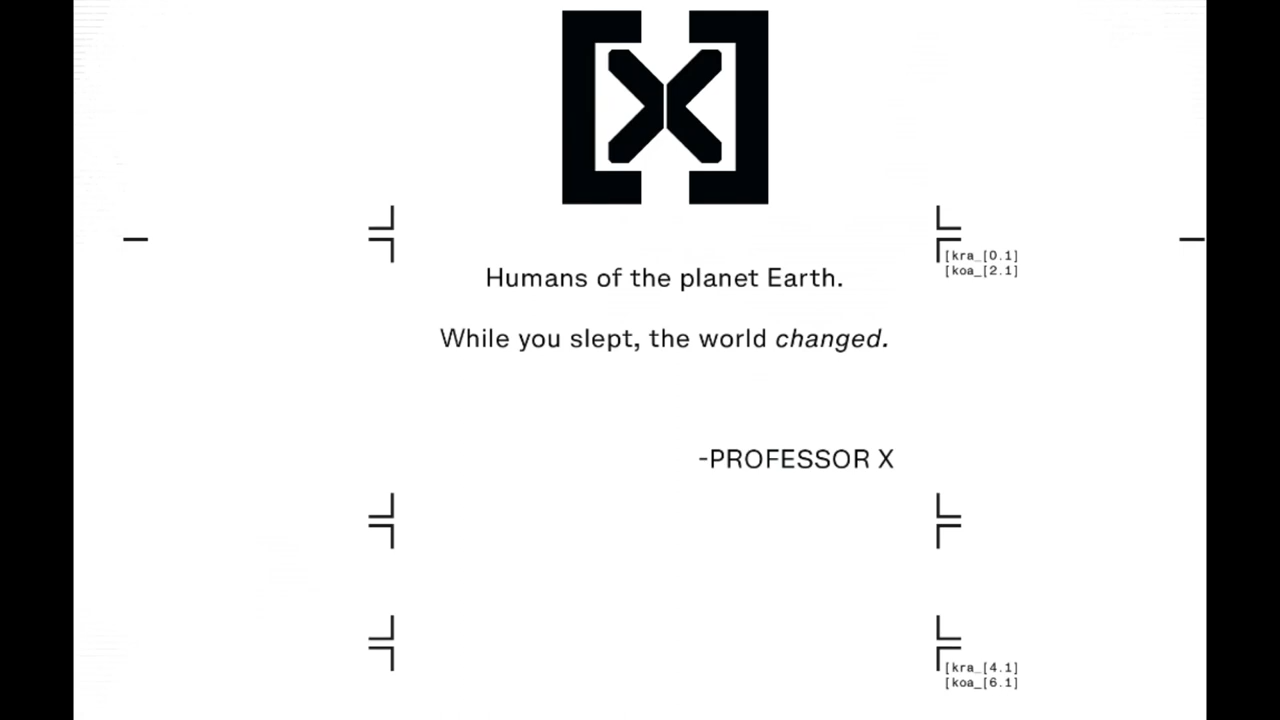 [X]
Humans of the planet Earth.
[kra_[0.1]
[koa_[2.1]
While you slept, the world changed.
-PROFESSOR X
[kra_[4.1]
[koa_[6.1]